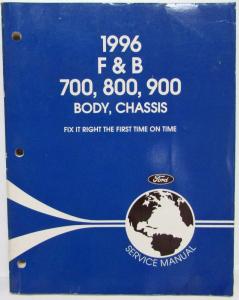 1996
F & B
700, 800, 900
BODY, CHASSIS
FIX IT RIGHT THE FIRST TIME ON TIME
Ford
SERVICE MANUAL